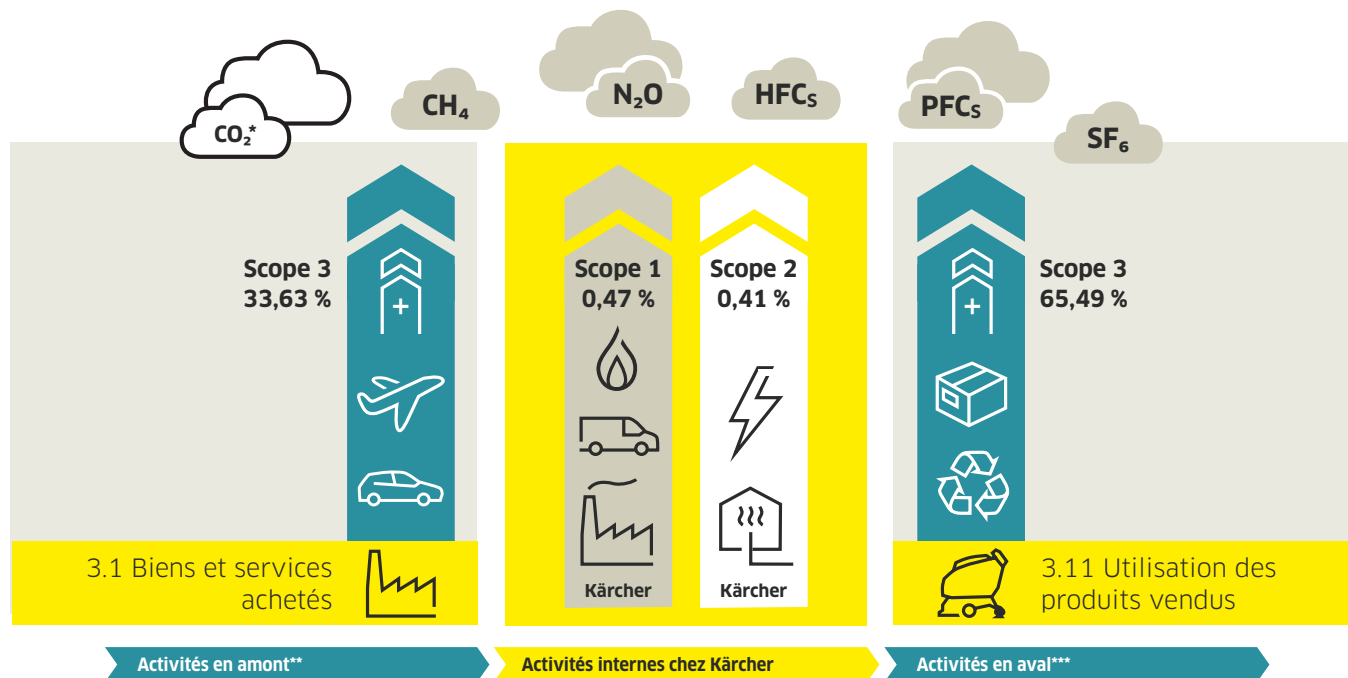 CO₂*
CH₄
N₂O
HFCs
PFCs
SF₆
Scope 3
33,63 %
Scope 1
0,47 %
Scope 2
0,41 %
Scope 3
65,49 %
+
+
Kärcher
Kärcher
3.1 Biens et services
achetés
3.11 Utilisation des
produits vendus
Activités en amont**
Activités internes chez Kärcher
Activités en aval***